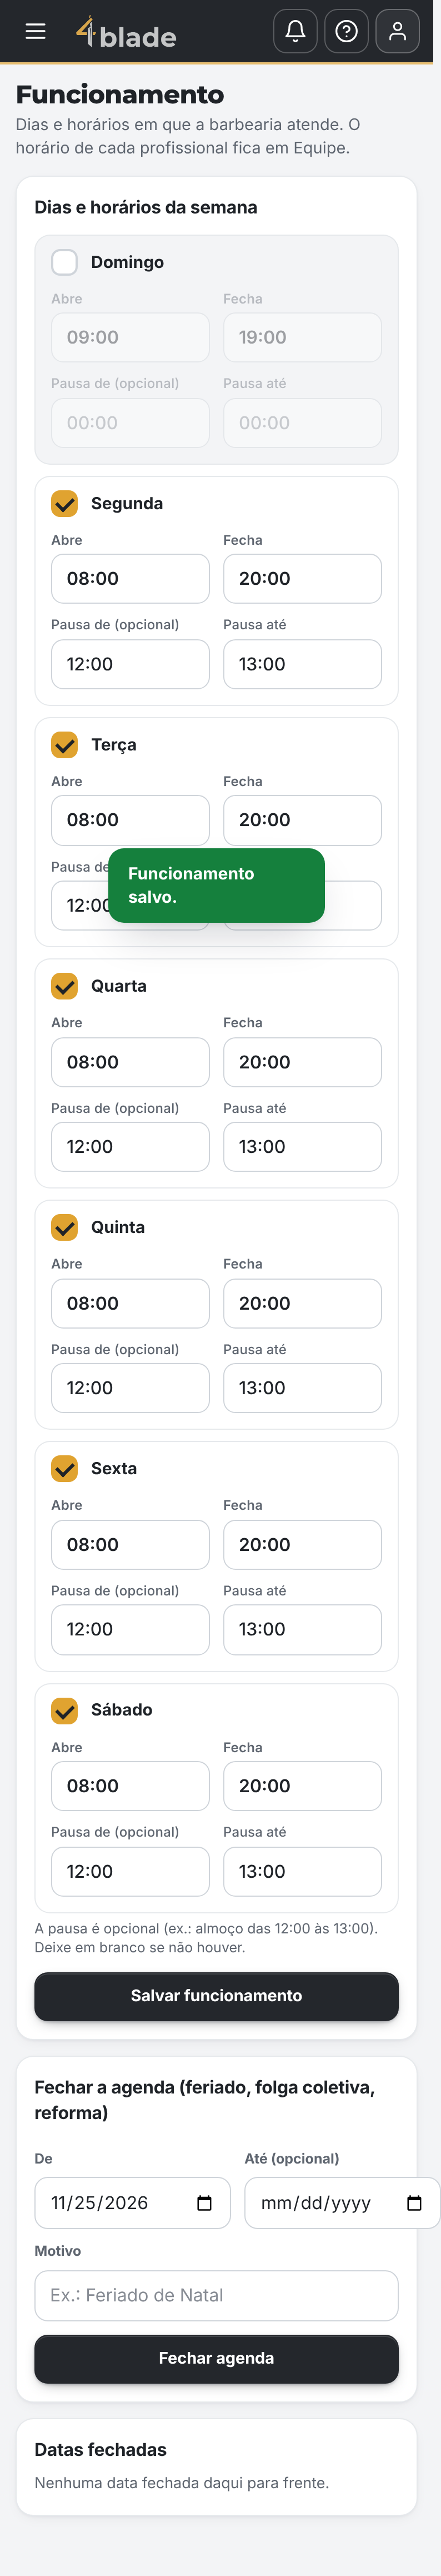 4blade
Funcionamento
Dias e horários em que a barbearia atende. O
horário de cada profissional fica em Equipe.
Dias e horários da semana
Domingo
Abre Fecha
09:00 19:00
Pausa de (opcional) Pausa até
00:00 00:00
Segunda
Abre Fecha
08:00 20:00
Pausa de (opcional) Pausa até
12:00 13:00
Terça
Abre Fecha
08:00 20:00
Pausa de
12:00
Funcionamento
salvo.
Quarta
Abre Fecha
08:00 20:00
Pausa de (opcional) Pausa até
12:00 13:00
Quinta
Abre Fecha
08:00 20:00
Pausa de (opcional) Pausa até
12:00 13:00
Sexta
Abre Fecha
08:00 20:00
Pausa de (opcional) Pausa até
12:00 13:00
Sábado
Abre Fecha
08:00 20:00
Pausa de (opcional) Pausa até
12:00 13:00
A pausa é opcional (ex.: almoço das 12:00 às 13:00).
Deixe em branco se não houver.
Salvar funcionamento
Fechar a agenda (feriado, folga coletiva,
reforma)
De Até (opcional)
11/25/2026 mm/dd/yyyy
Motivo
Ex.: Feriado de Natal
Fechar agenda
Datas fechadas
Nenhuma data fechada daqui para frente.